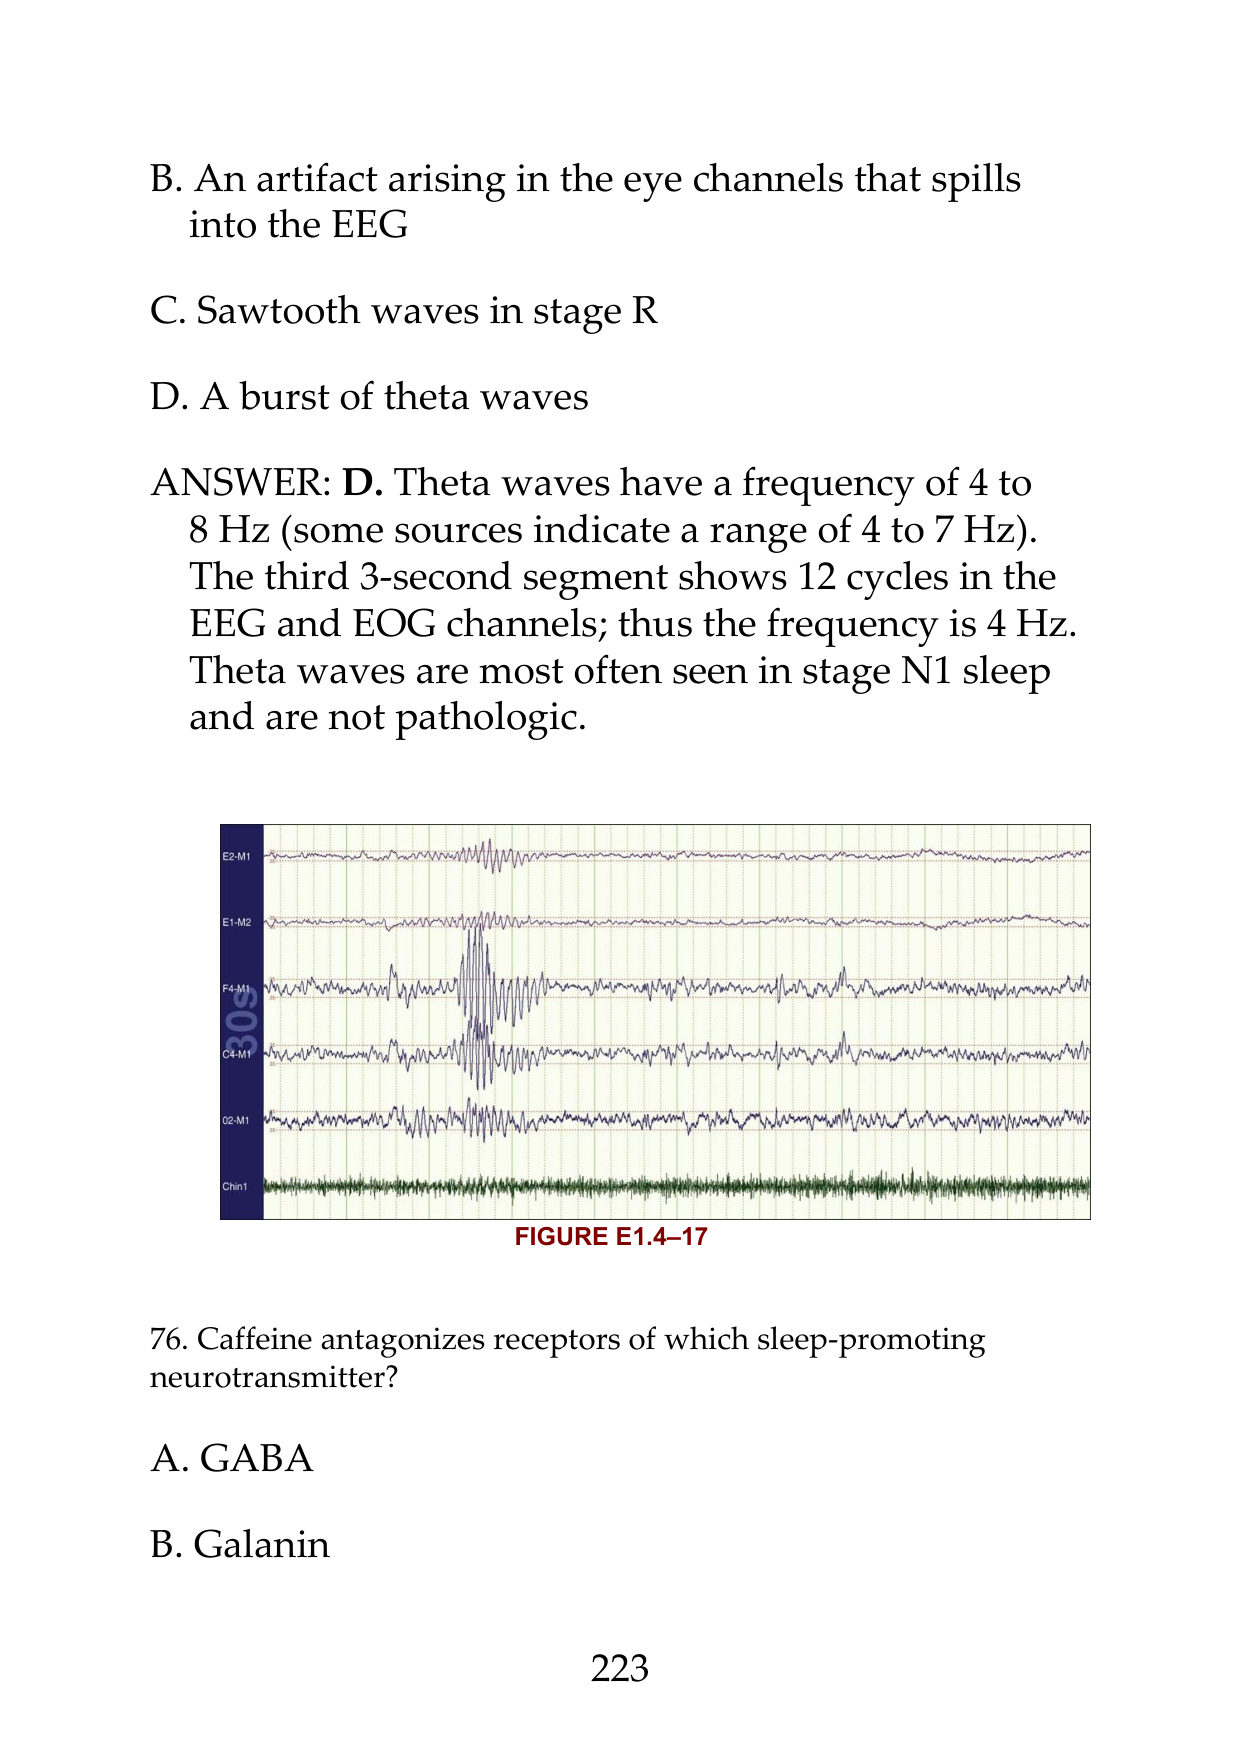 B. An artifact arising in the eye channels that spills
into the EEG
C. Sawtooth waves in stage R
D. A burst of theta waves
ANSWER: D. Theta waves have a frequency of 4 to
8 Hz (some sources indicate a range of 4 to 7 Hz).
The third 3-second segment shows 12 cycles in the
EEG and EOG channels; thus the frequency is 4 Hz.
Theta waves are most often seen in stage N1 sleep
and are not pathologic.
E2-M1
E1-M2
F4-M1
30s
C4-M1
02-M1
Chin1
FIGURE E1.4–17
76. Caffeine antagonizes receptors of which sleep-promoting
neurotransmitter?
A. GABA
B. Galanin
223